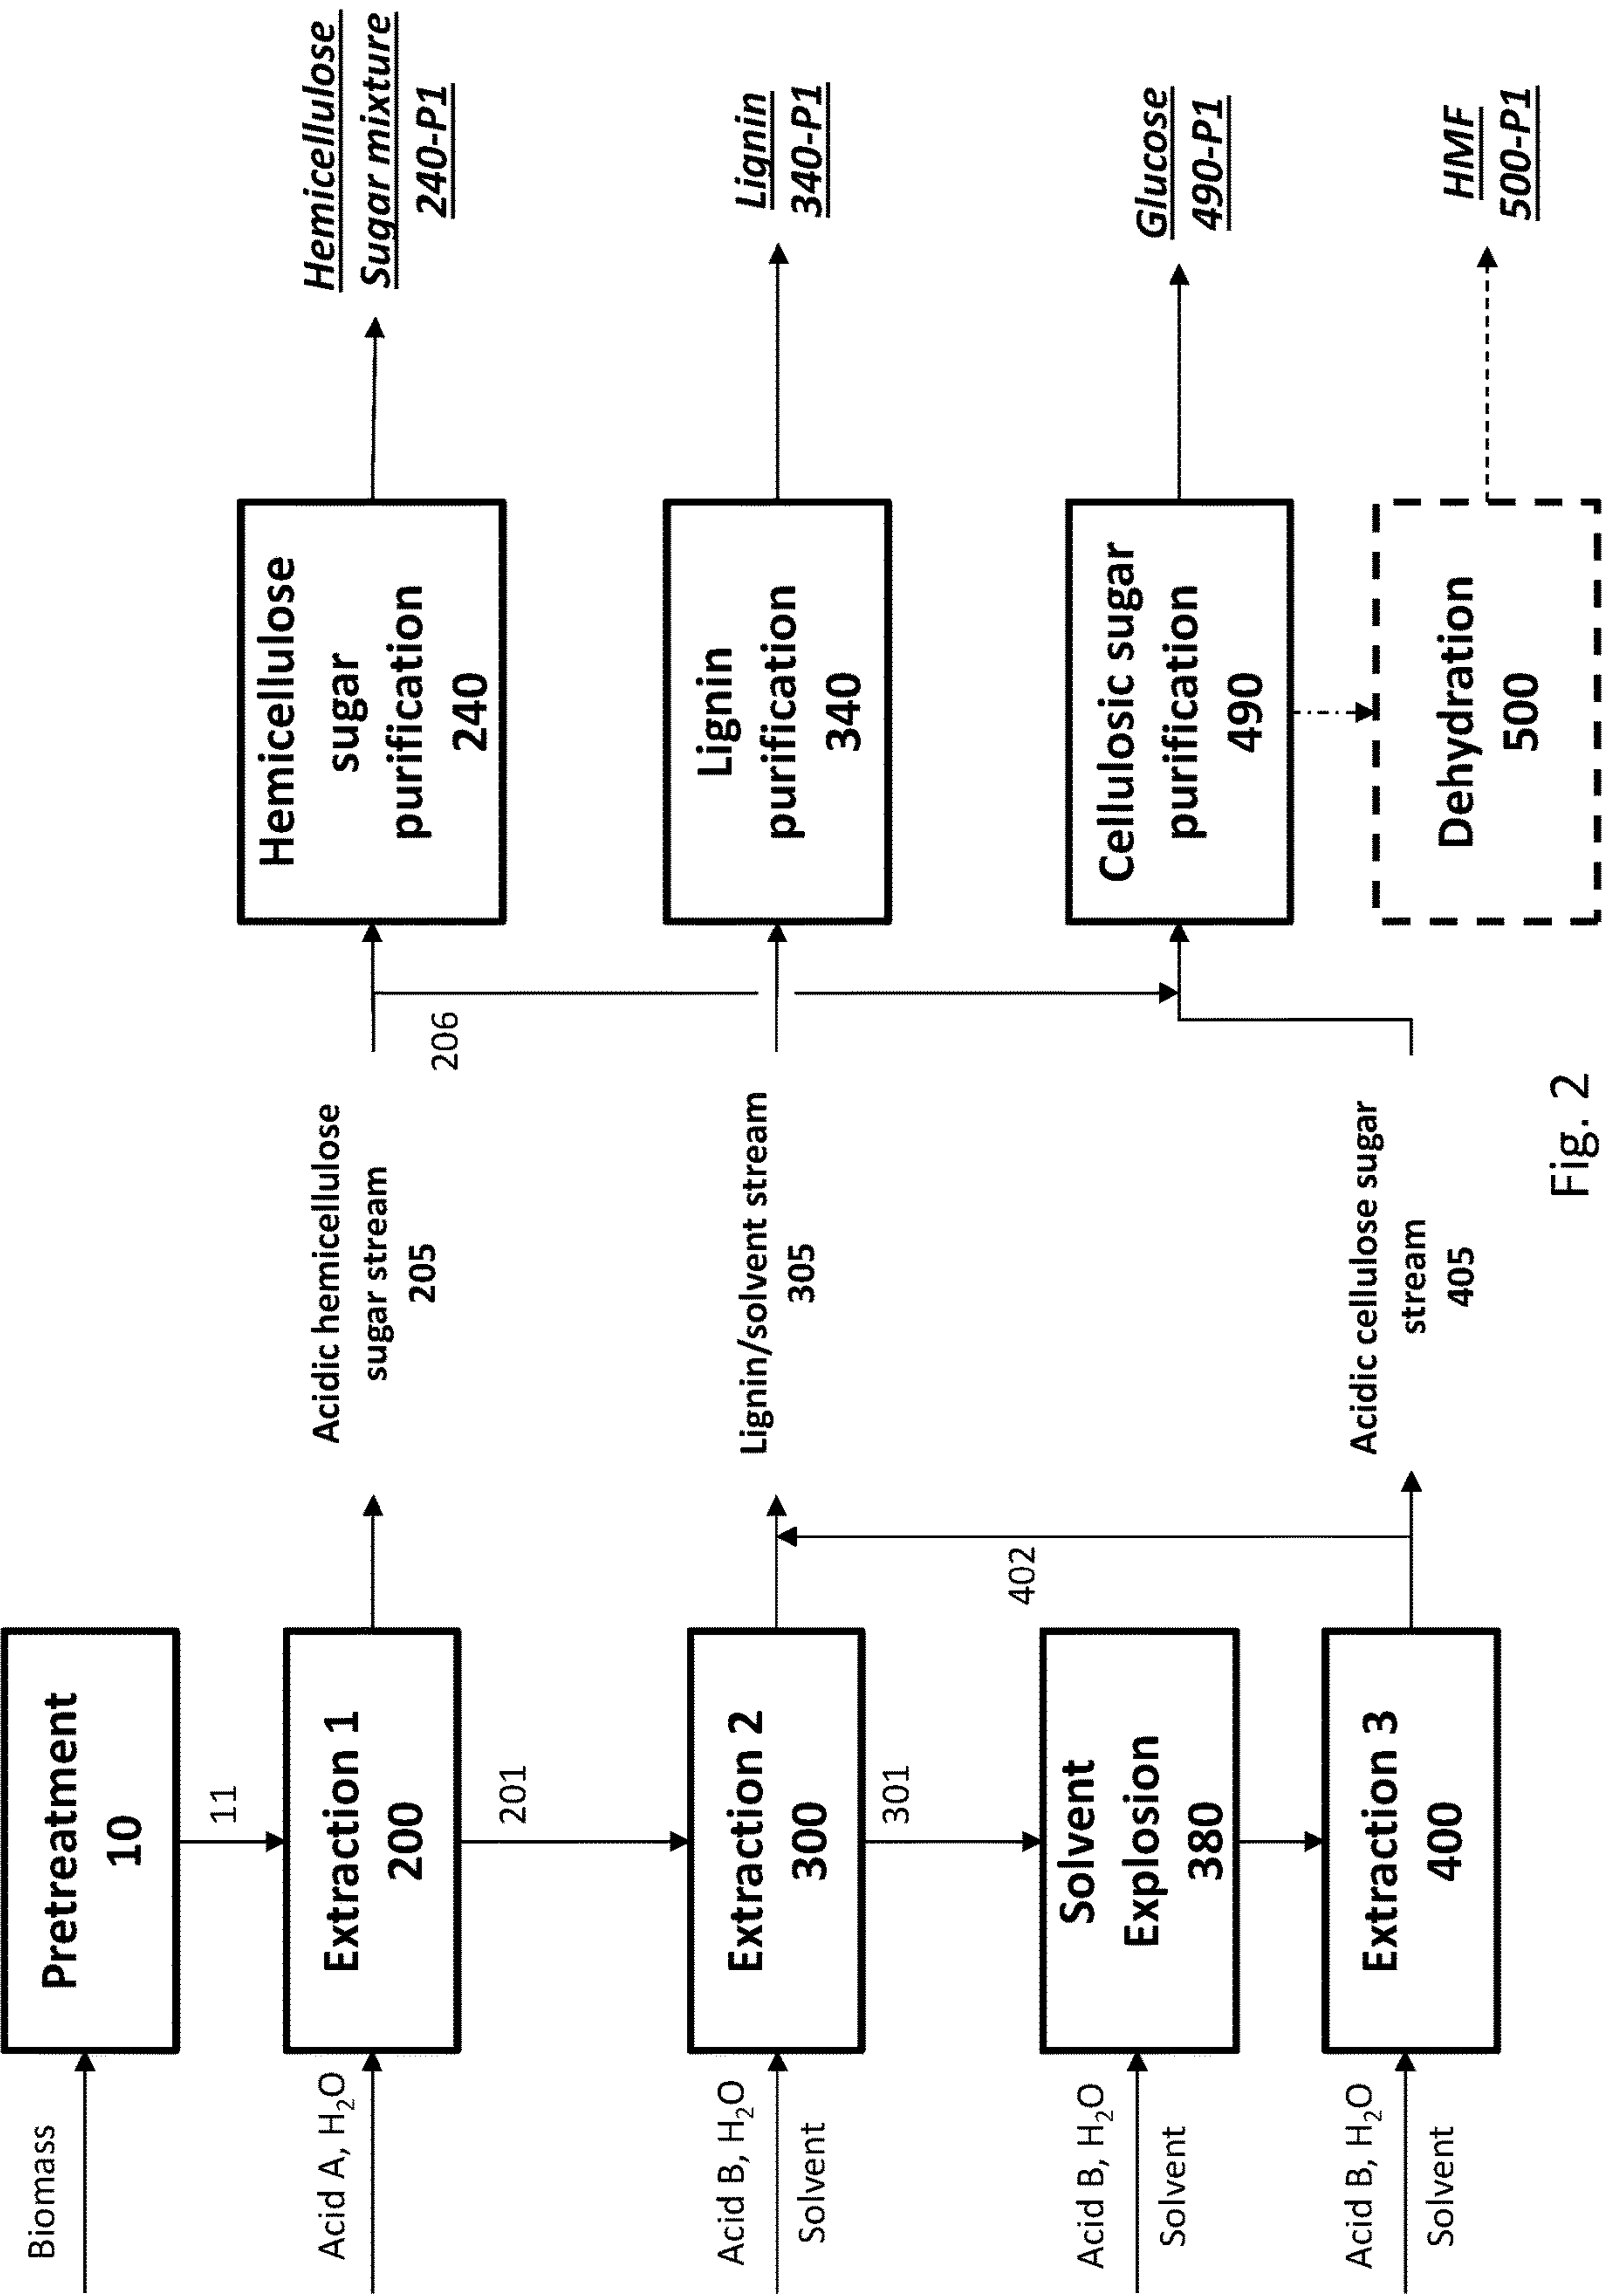 Biomass
Pretreatment
10
11
Acid A, H₂O
Extraction 1
200
201
Acidic hemicellulose
sugar stream
205
206
Hemicellulose
sugar
purification
240
Hemicellulose
Sugar mixture
240-P1
Acid B, H₂O
Solvent
Extraction 2
300
301
Lignin/solvent stream
305
Lignin
purification
340
Lignin
340-P1
Acid B, H₂O
Solvent
Solvent
Explosion
380
402
Acid B, H₂O
Solvent
Extraction 3
400
Acidic cellulose sugar
stream
405
Cellulosic sugar
purification
490
Glucose
490-P1
Dehydration
500
HMF
500-P1
Fig. 2